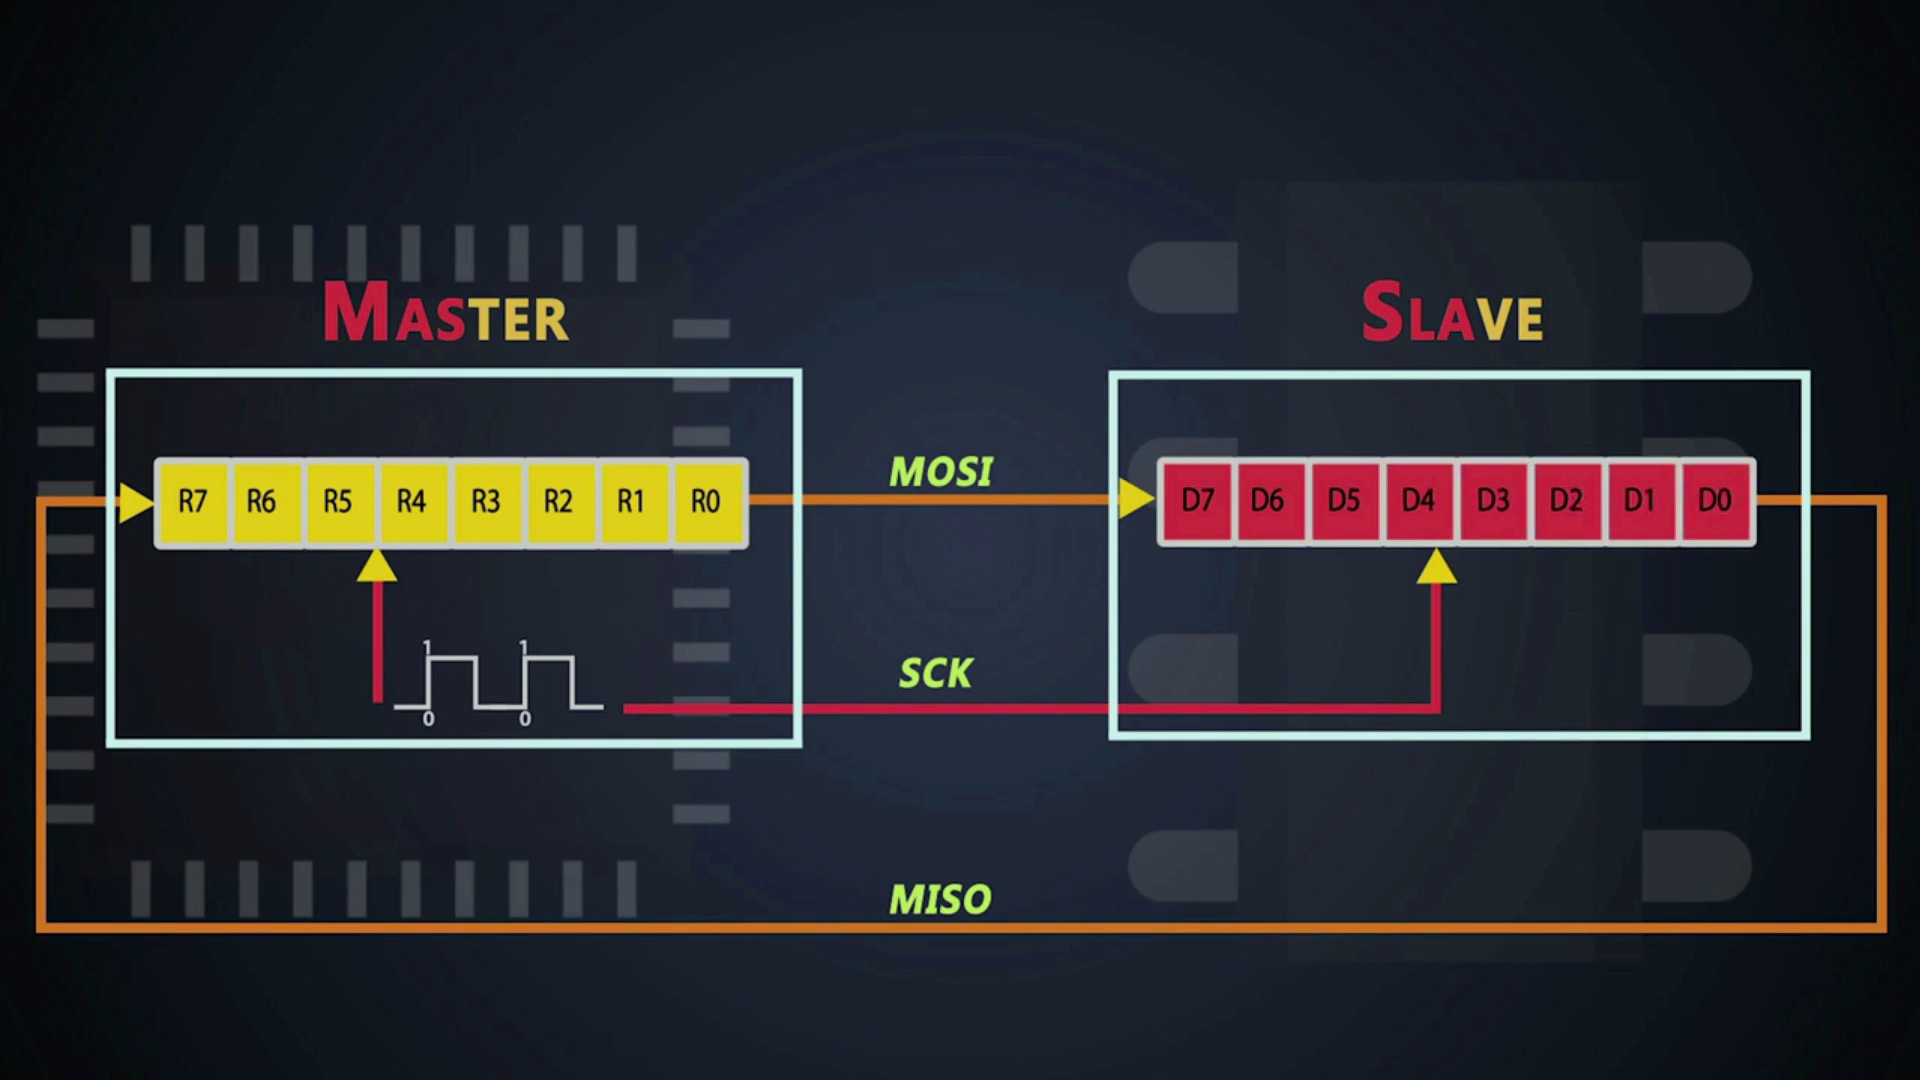 MASTER
SLAVE
R7 R6 R5 R4 R3 R2 R1 R0
MOSI
D7 D6 D5 D4 D3 D2 D1 D0
1 1
0 0
SCK
MISO